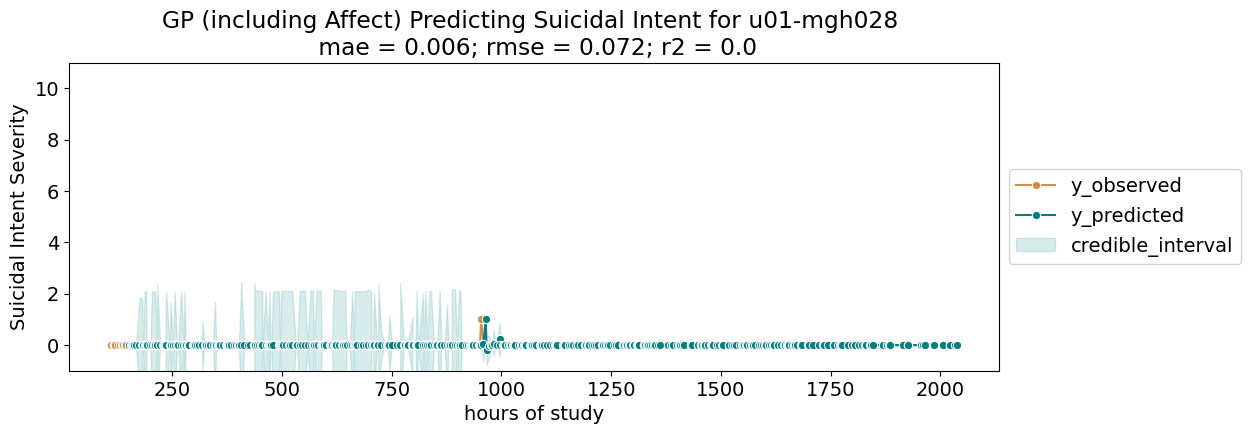 GP (including Affect) Predicting Suicidal Intent for u01-mgh028
mae = 0.006; rmse = 0.072; r2 = 0.0
Suicidal Intent Severity
10
8
6
4
2
0
250
500
750
1000
1250
1500
1750
2000
hours of study
y_observed
y_predicted
credible_interval